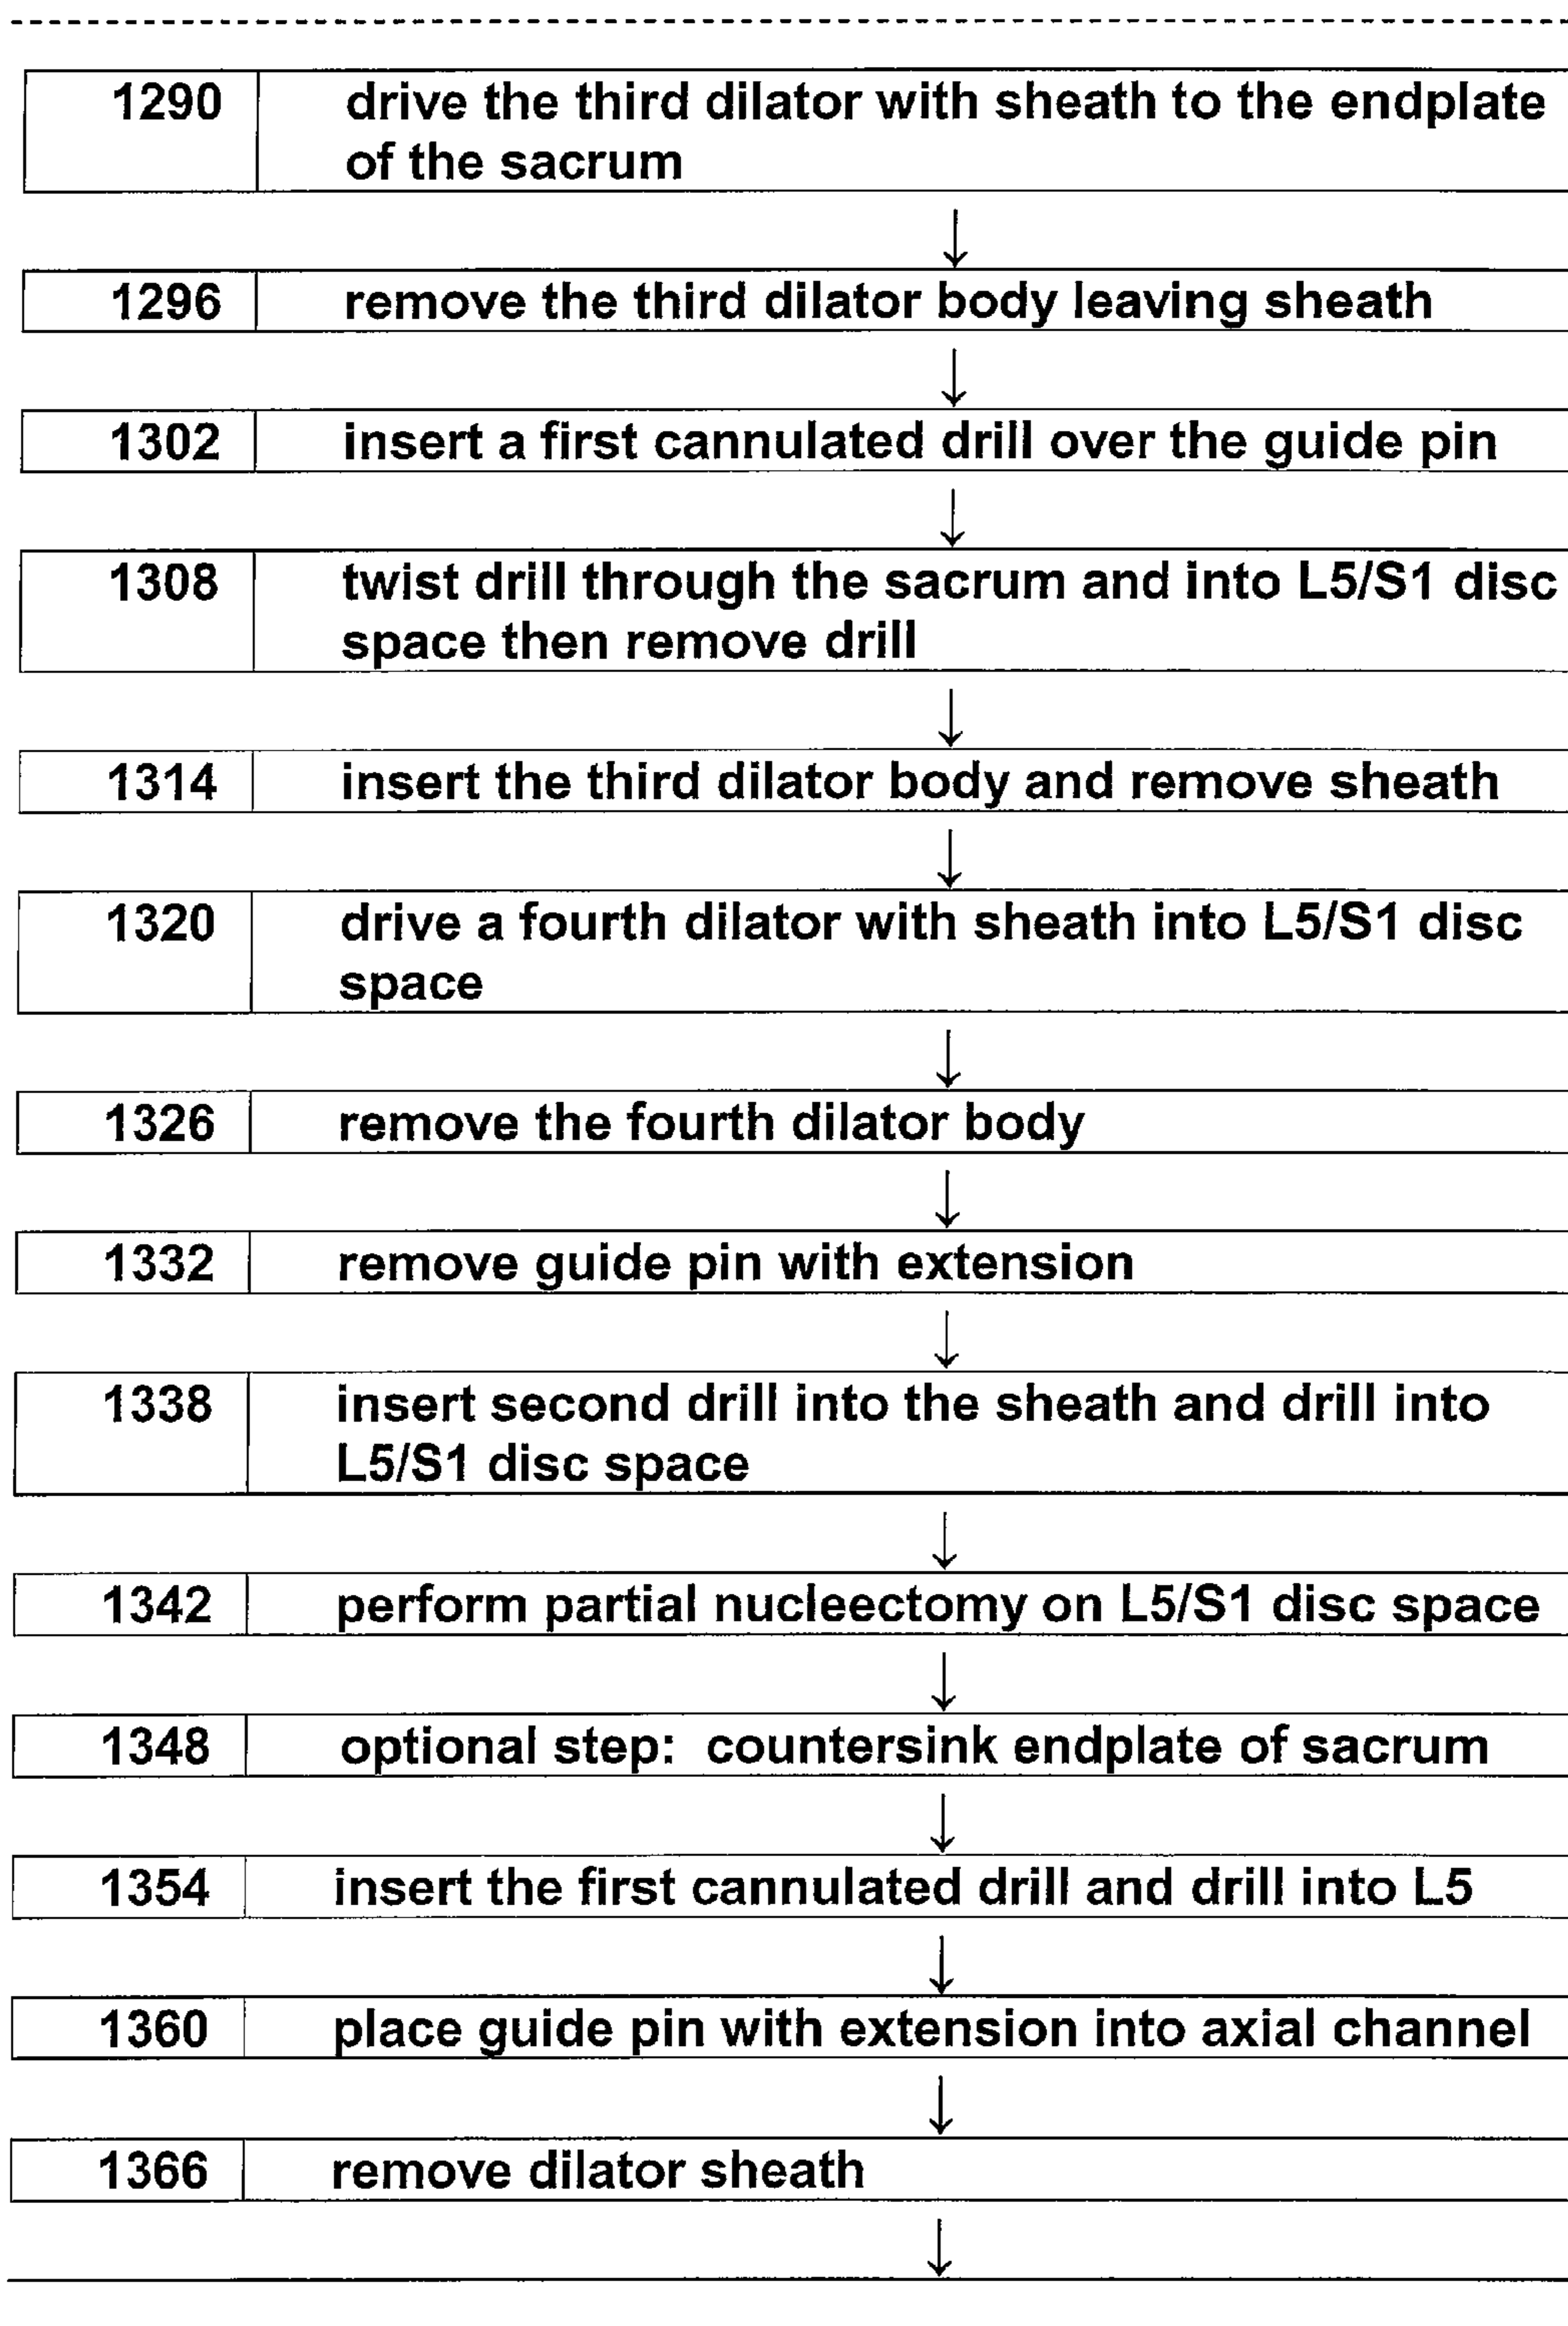 1290 drive the third dilator with sheath to the endplate
of the sacrum
1296 remove the third dilator body leaving sheath
1302 insert a first cannulated drill over the guide pin
1308 twist drill through the sacrum and into L5/S1 disc
space then remove drill
1314 insert the third dilator body and remove sheath
1320 drive a fourth dilator with sheath into L5/S1 disc
space
1326 remove the fourth dilator body
1332 remove guide pin with extension
1338 insert second drill into the sheath and drill into
L5/S1 disc space
1342 perform partial nucleectomy on L5/S1 disc space
1348 optional step: countersink endplate of sacrum
1354 insert the first cannulated drill and drill into L5
1360 place guide pin with extension into axial channel
1366 remove dilator sheath